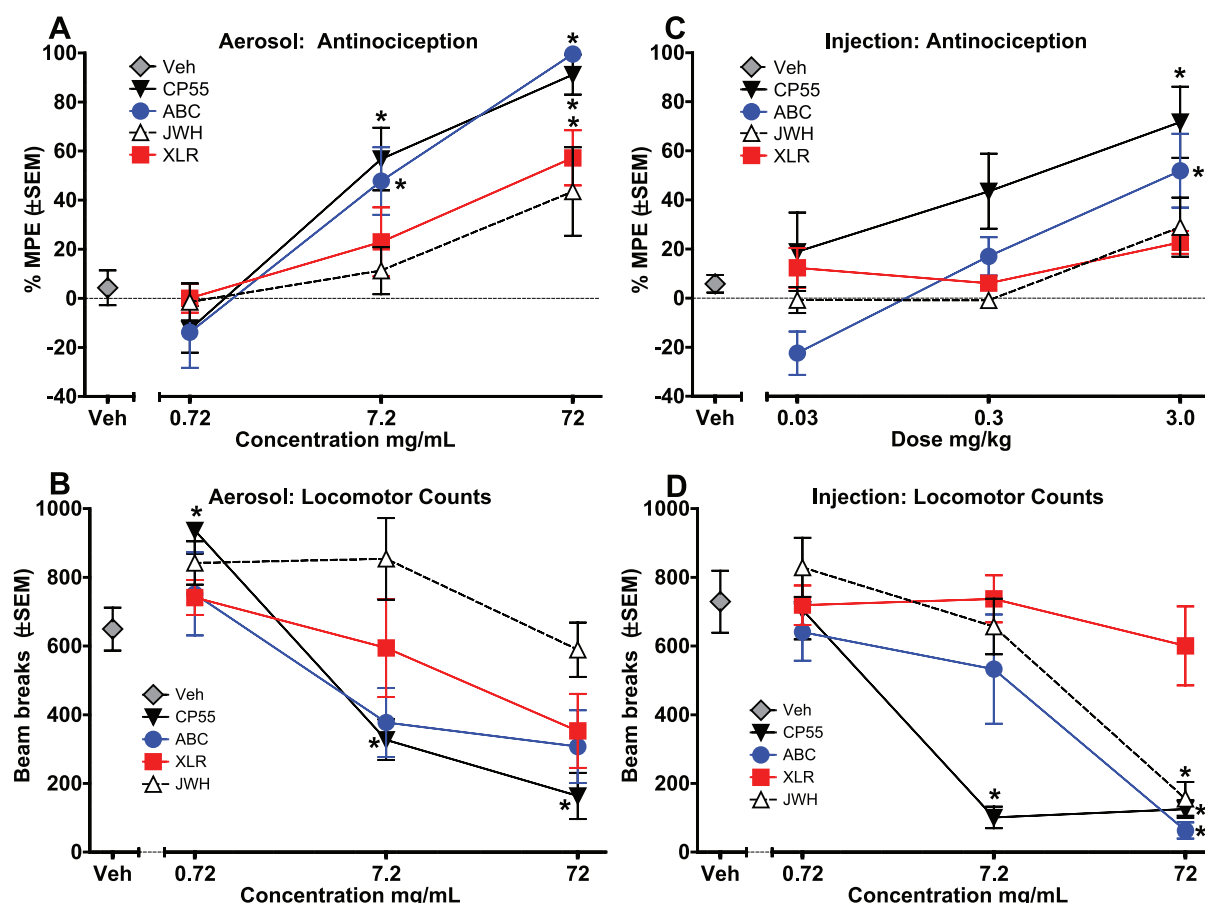 A
Aerosol: Antinociception
% MPE (±SEM)
100
80
60
40
20
0
-20
-40
Veh
CP55
ABC
JWH
XLR
*
*
*
*
*
Veh
0.72
7.2
72
Concentration mg/mL
C
Injection: Antinociception
% MPE (±SEM)
100
80
60
40
20
0
-20
-40
Veh
CP55
ABC
JWH
XLR
*
*
Veh
0.03
0.3
3.0
Dose mg/kg
B
Aerosol: Locomotor Counts
Beam breaks (±SEM)
1000
800
600
400
200
0
Veh
CP55
ABC
XLR
JWH
*
*
*
Veh
0.72
7.2
72
Concentration mg/mL
D
Injection: Locomotor Counts
Beam breaks (±SEM)
1000
800
600
400
200
0
Veh
CP55
ABC
XLR
JWH
*
*
*
*
Veh
0.72
7.2
72
Concentration mg/mL